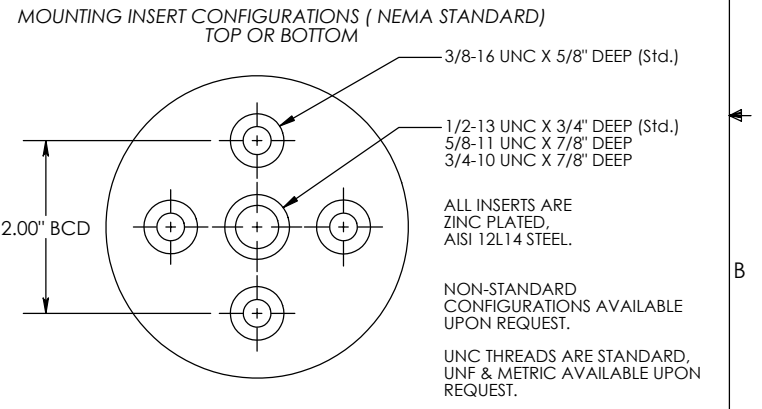 MOUNTING INSERT CONFIGURATIONS ( NEMA STANDARD)
TOP OR BOTTOM
3/8-16 UNC X 5/8" DEEP (Std.)
1/2-13 UNC X 3/4" DEEP (Std.)
5/8-11 UNC X 7/8" DEEP
3/4-10 UNC X 7/8" DEEP
2.00" BCD
ALL INSERTS ARE
ZINC PLATED,
AISI 12L14 STEEL.
B
NON-STANDARD
CONFIGURATIONS AVAILABLE
UPON REQUEST.
UNC THREADS ARE STANDARD,
UNF & METRIC AVAILABLE UPON
REQUEST.